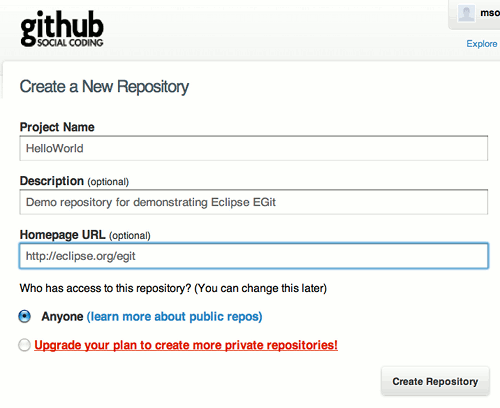 github
SOCIAL CODING
mso
Explore
Create a New Repository
Project Name
HelloWorld
Description (optional)
Demo repository for demonstrating Eclipse EGit
Homepage URL (optional)
http://eclipse.org/egit
Who has access to this repository? (You can change this later)
Anyone (learn more about public repos)
Upgrade your plan to create more private repositories!
Create Repository